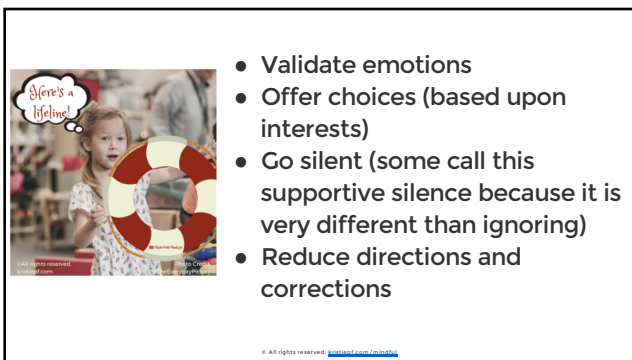 Here's a
lifeline!
©All rights reserved.
kristiepf.com
Photo Credit
● Validate emotions
● Offer choices (based upon
interests)
● Go silent (some call this
supportive silence because it is
very different than ignoring)
● Reduce directions and
corrections
© All rights reserved. kristiepf.com/mindful